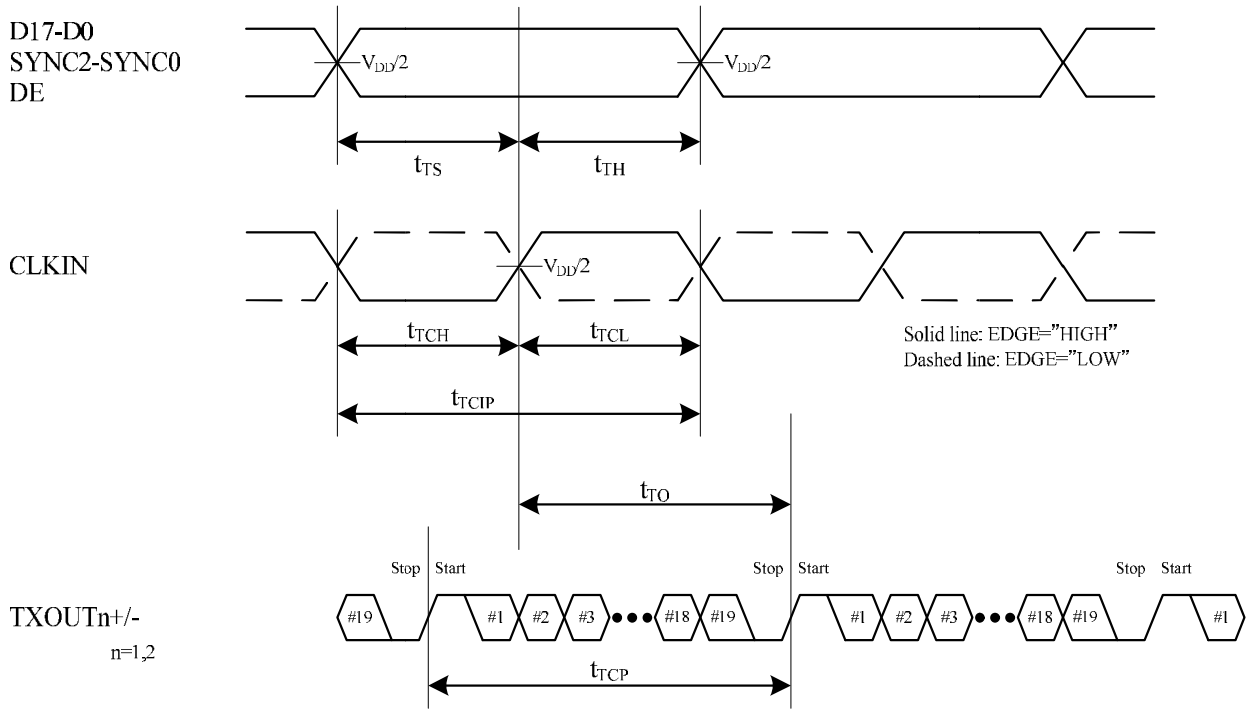 D17-D0
SYNC2-SYNC0
DE
VDD/2
VDD/2
tTS
tTH
CLKIN
VDD/2
tTCH
tTCL
Solid line: EDGE="HIGH"
Dashed line: EDGE="LOW"
tTCIP
tTO
Stop Start Stop Start Stop Start
TXOUTn+/-
n=1,2
#19 #1 #2 #3 #18 #19 #1 #2 #3 #18 #19 #1
tTCP